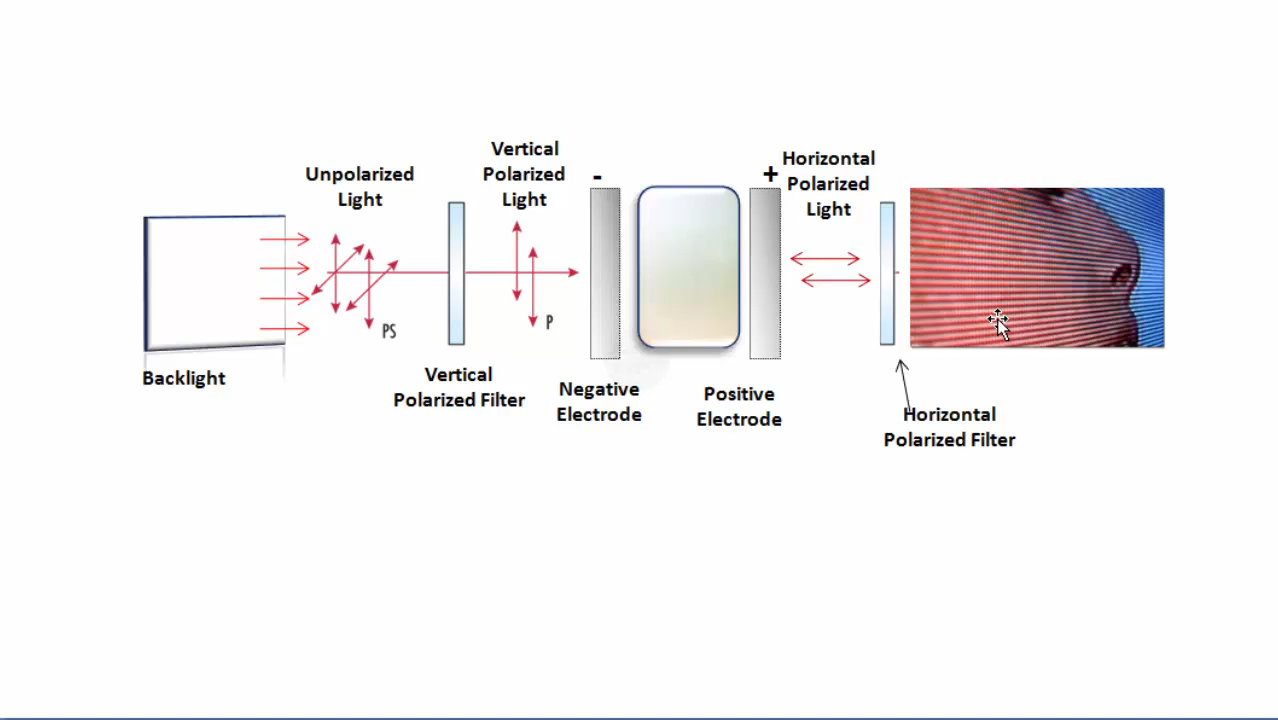 Unpolarized
Light
Vertical
Polarized
Light
-
+
Horizontal
Polarized
Light
PS
P
Backlight
Vertical
Polarized Filter
Negative
Electrode
Positive
Electrode
Horizontal
Polarized Filter